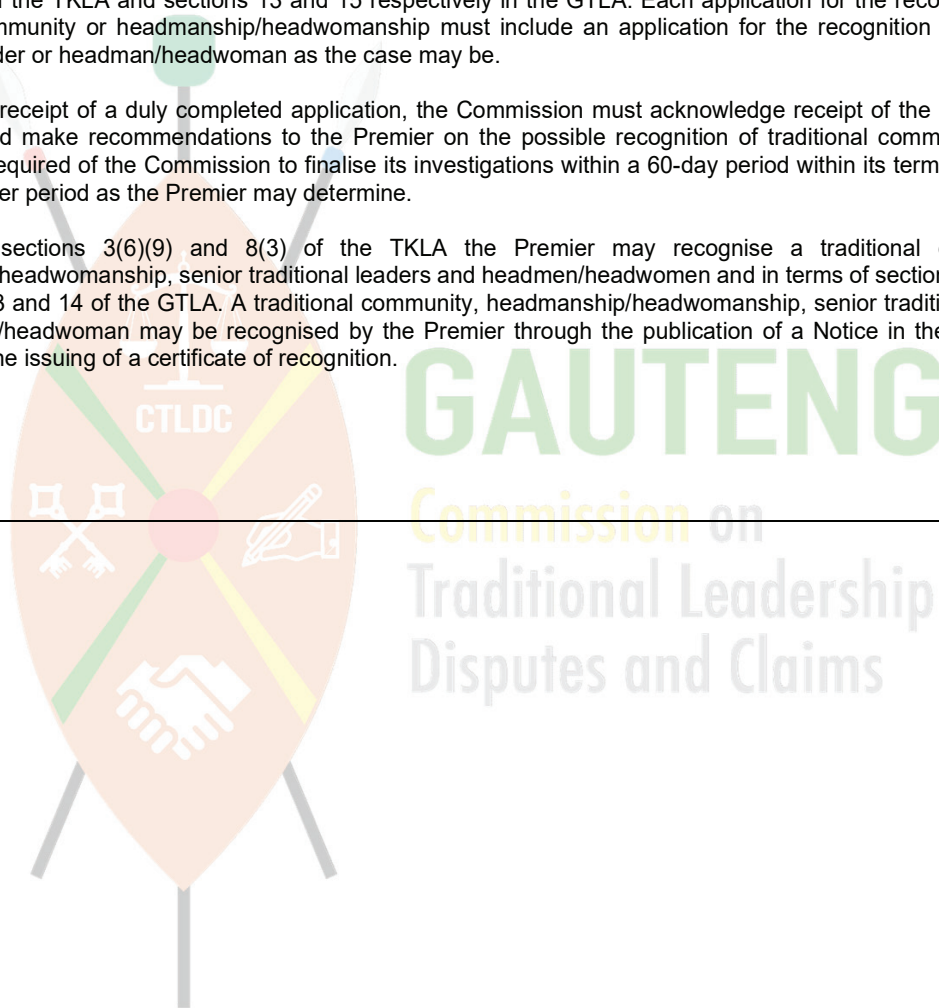 the TKLA and sections 13 and 15 respectively in the GTLA. Each application for the
mmunity or headmanship/headwomanship must include an application for the recognition
der or headman/headwoman as the case may be.
receipt of a duly completed application, the Commission must acknowledge receipt of the
d make recommendations to the Premier on the possible recognition of traditional comm
equired of the Commission to finalise its investigations within a 60-day period within its term
er period as the Premier may determine.
sections 3(6)(9) and 8(3) of the TKLA the Premier may recognise a traditional
headwomanship, senior traditional leaders and headmen/headwomen and in terms of section
3 and 14 of the GTLA. A traditional community, headmanship/headwomanship, senior traditi
/headwoman may be recognised by the Premier through the publication of a Notice in the
he issuing of a certificate of recognition.
CTLDC
GAUTENG
Commission on
Traditional Leadership
Disputes and Claims